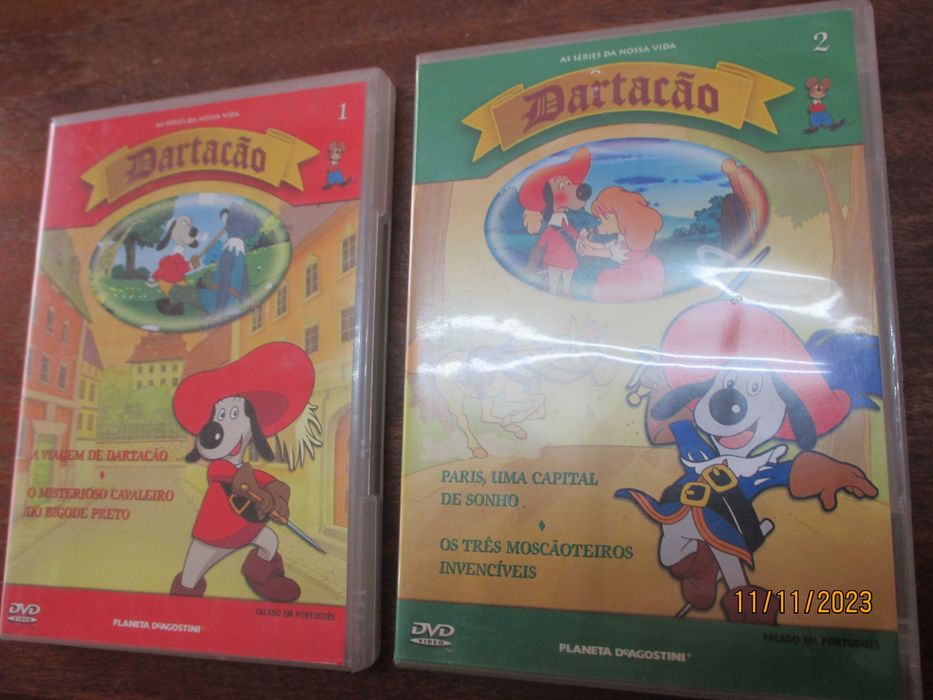 AS SÉRIES DA NOSSA VIDA
1
Dartacão
A VIAGEM DE DARTACÃO
O MISTERIOSO CAVALEIRO
DO BIGODE PRETO
FALADO EM PORTUGUÊS
DVD
VIDEO
PLANETA DEAGOSTINI
AS SÉRIES DA NOSSA VIDA
2
Dartacão
PARIS, UMA CAPITAL
DE SONHO
OS TRÊS MOSCÃOTEIROS
INVENCÍVEIS
11/11/2023
FALADO EM PORTUGUÊS
DVD
VIDEO
PLANETA DEAGOSTINI